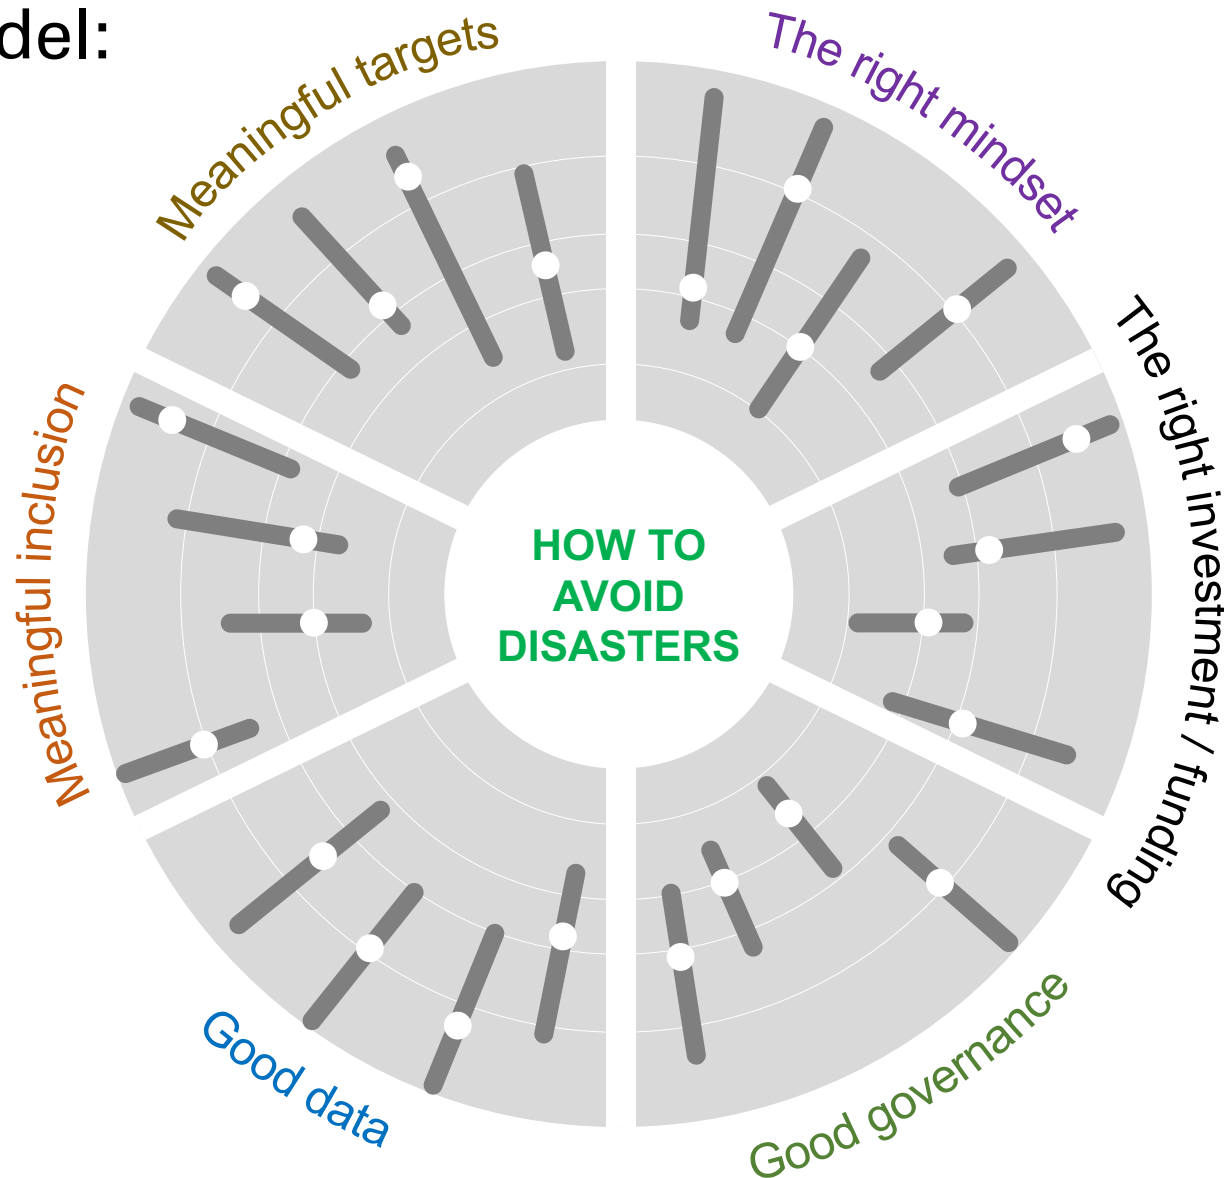 del:
Meaningful targets
The right mindset
The right investment / funding
Good governance
Good data
Meaningful inclusion
HOW TO
AVOID
DISASTERS